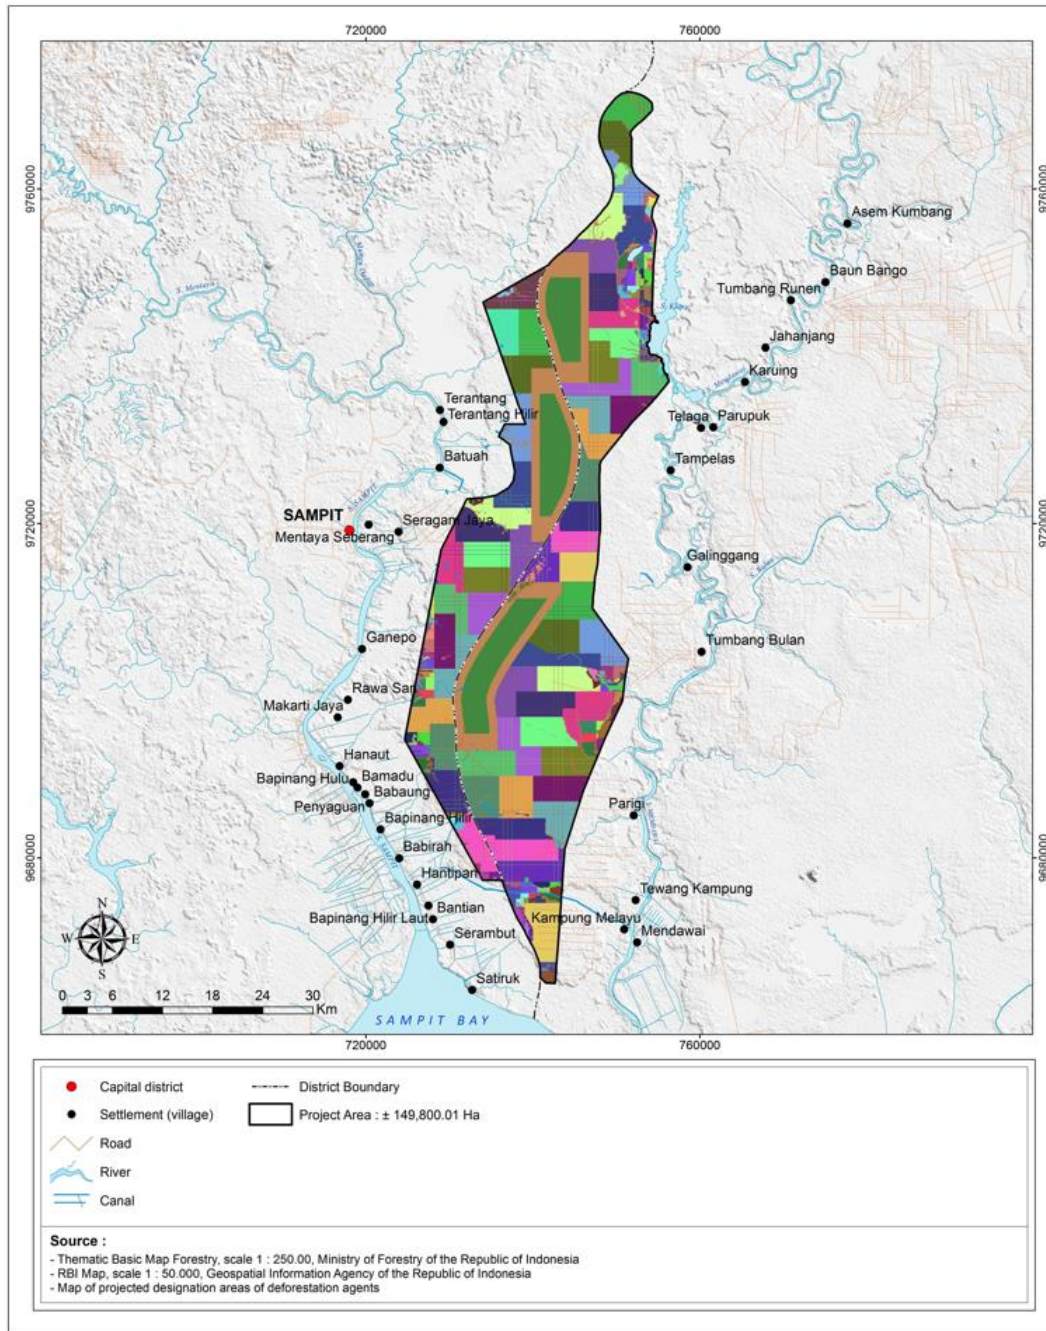 720000
760000
9760000
9760000
Asem Kumbang
S. Mentaya
Baun Bango
Tumbang Runen
Jahanjang
Karuing
Terantang
Terantang Hilir
Telaga
Parupuk
Batuah
Tampelas
S. SAMPIT
SAMPIT
9720000
9720000
Seragam Jaya
Mentaya Seberang
Galinggang
Ganepo
Tumbang Bulan
Rawa Sari
Makarti Jaya
Hanaut
Bapinang Hulu
Bamadu
Babaung
Penyaguan
Parigi
Bapinang Hilir
S. SAMPIT
Babirah
9680000
9680000
Hantipan
Tewang Kampung
Bantian
Bapinang Hilir Laut
Kampung Melayu
Serambut
Mendawai
N
W
E
S
Satiruk
0 3 6 12 18 24 30
Km
SAMPIT BAY
720000
760000
Capital district
District Boundary
Settlement (village)
Project Area : ± 149,800.01 Ha
Road
River
Canal
Source :
- Thematic Basic Map Forestry, scale 1 : 250.00, Ministry of Forestry of the Republic of Indonesia
- RBI Map, scale 1 : 50.000, Geospatial Information Agency of the Republic of Indonesia
- Map of projected designation areas of deforestation agents